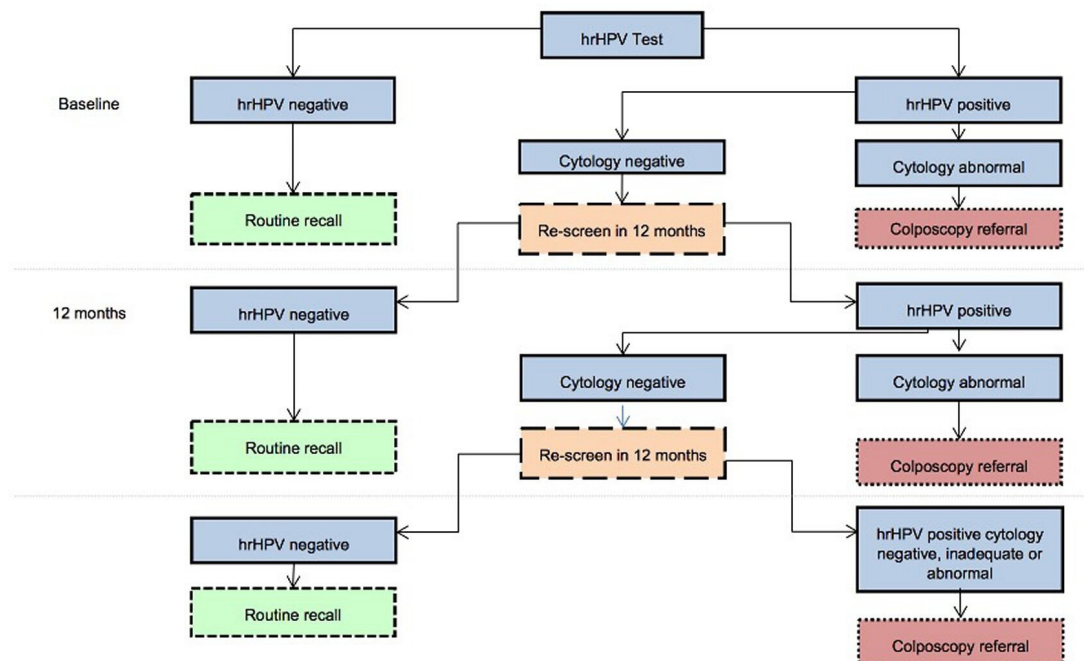 hrHPV Test
Baseline
hrHPV negative
hrHPV positive
Cytology negative
Cytology abnormal
Routine recall
Re-screen in 12 months
Colposcopy referral
12 months
hrHPV negative
hrHPV positive
Cytology negative
Cytology abnormal
Routine recall
Re-screen in 12 months
Colposcopy referral
hrHPV negative
hrHPV positive cytology
negative, inadequate or
abnormal
Routine recall
Colposcopy referral